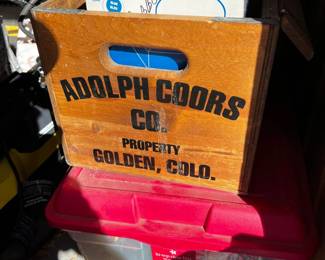 ADOLPH COORS
CO.
PROPERTY
GOLDEN, COLO.